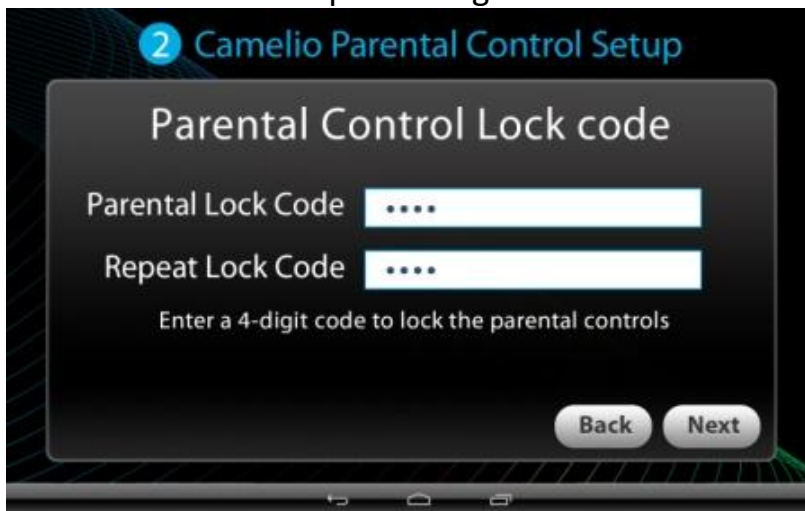 2 Camelio Parental Control Setup
Parental Control Lock code
Parental Lock Code ••••
Repeat Lock Code ••••
Enter a 4-digit code to lock the parental controls
Back Next